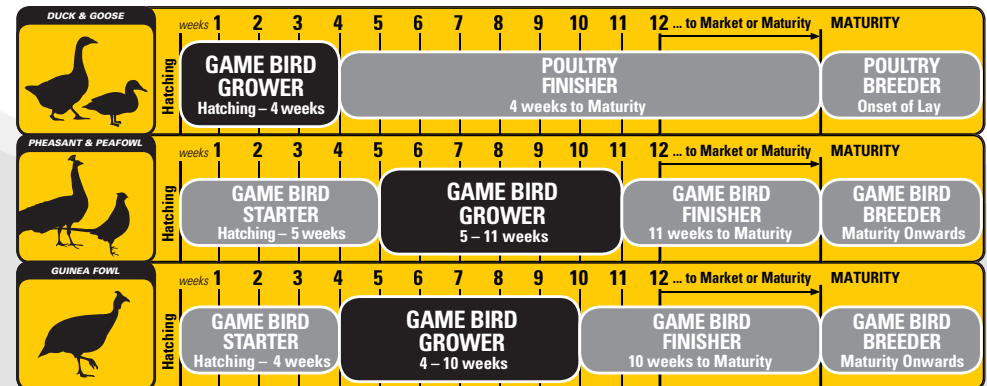 DUCK & GOOSE
weeks 1 2 3 4 5 6 7 8 9 10 11 12 ... to Market or Maturity MATURITY
Hatching
GAME BIRD
GROWER
Hatching – 4 weeks
POULTRY
FINISHER
4 weeks to Maturity
POULTRY
BREEDER
Onset of Lay
PHEASANT & PEAFOWL
weeks 1 2 3 4 5 6 7 8 9 10 11 12 ... to Market or Maturity MATURITY
Hatching
GAME BIRD
STARTER
Hatching – 5 weeks
GAME BIRD
GROWER
5 – 11 weeks
GAME BIRD
FINISHER
11 weeks to Maturity
GAME BIRD
BREEDER
Maturity Onwards
GUINEA FOWL
weeks 1 2 3 4 5 6 7 8 9 10 11 12 ... to Market or Maturity MATURITY
Hatching
GAME BIRD
STARTER
Hatching – 4 weeks
GAME BIRD
GROWER
4 – 10 weeks
GAME BIRD
FINISHER
10 weeks to Maturity
GAME BIRD
BREEDER
Maturity Onwards